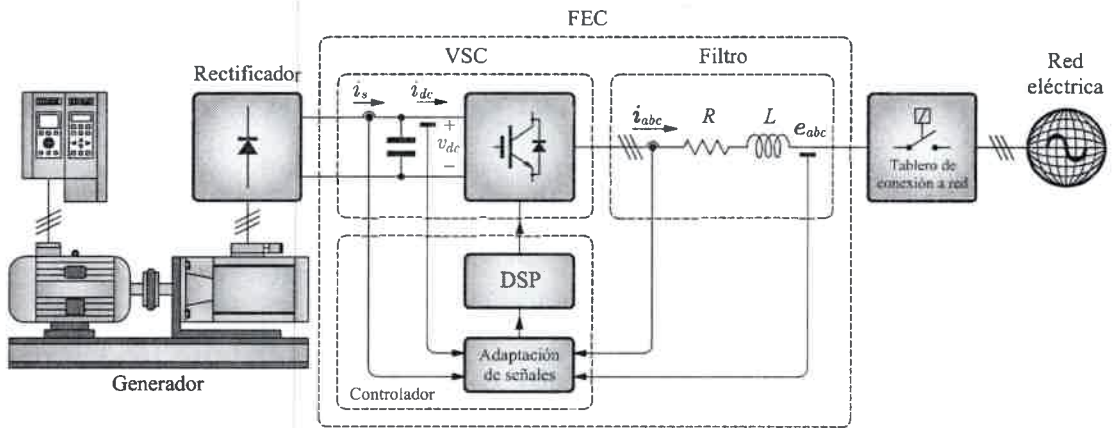 FEC
VSC
Filtro
Red
eléctrica
Rectificador
i_s
i_dc
+
v_dc
−
i_abc
R
L
e_abc
Tablero de
conexión a red
DSP
Adaptación
de señales
Controlador
Generador